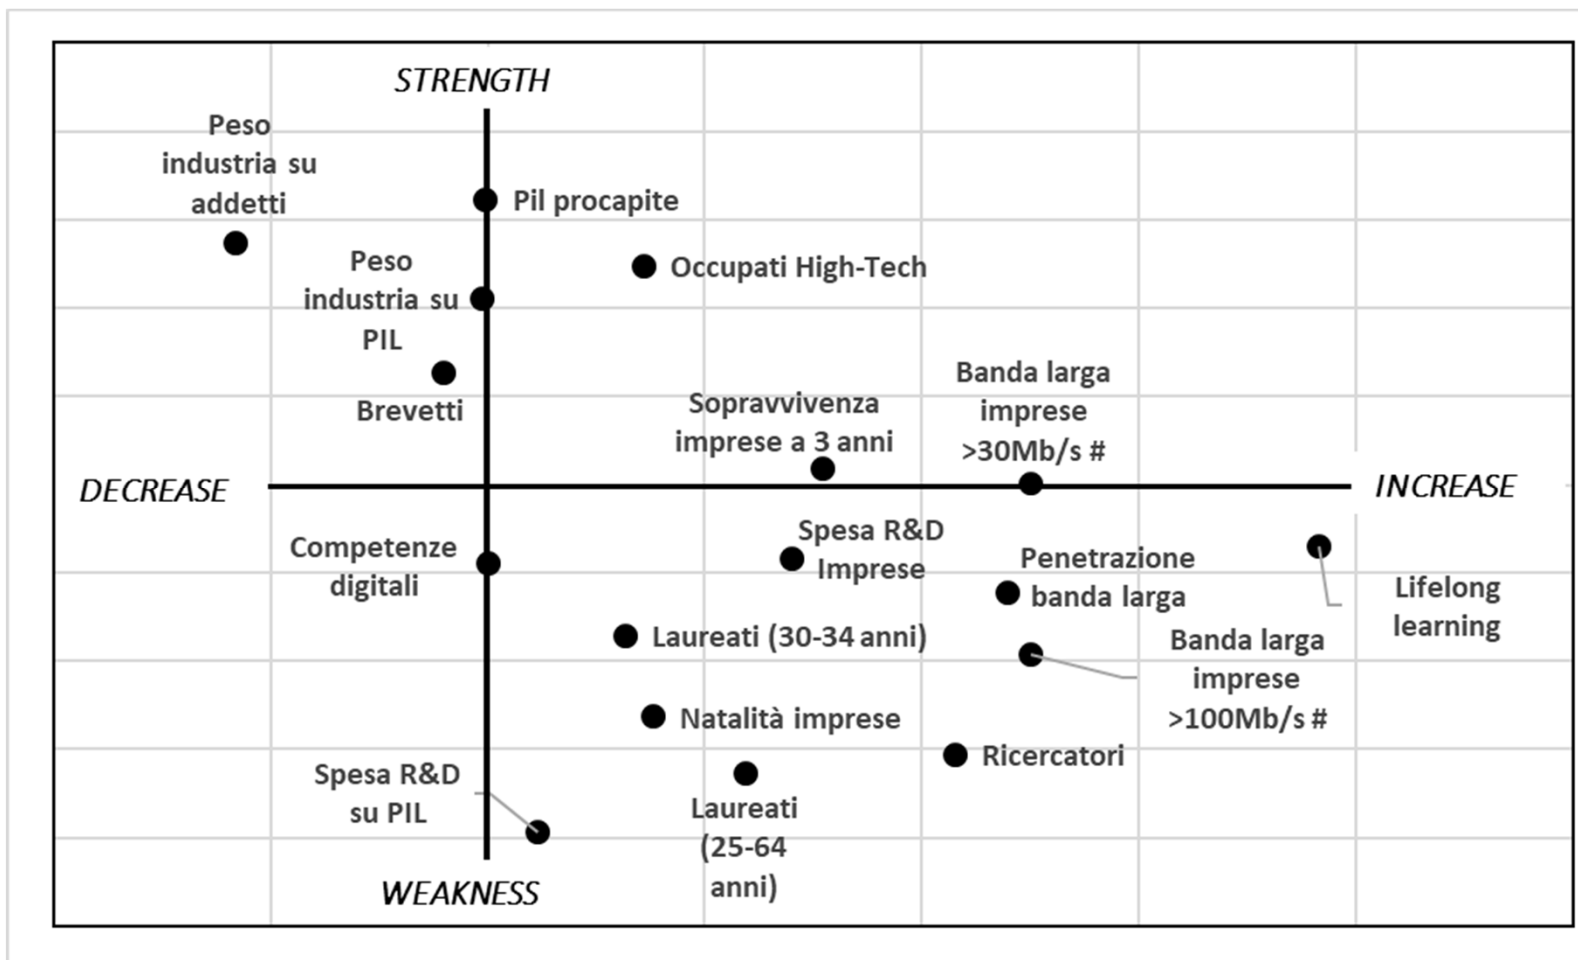 STRENGTH
Peso
industria su
addetti
Pil procapite
Peso
industria su
PIL
Occupati High-Tech
Brevetti
Sopravvivenza
imprese a 3 anni
Banda larga
imprese
>30Mb/s #
DECREASE
INCREASE
Competenze
digitali
Spesa R&D
Imprese
Penetrazione
banda larga
Lifelong
learning
Laureati (30-34 anni)
Banda larga
imprese
>100Mb/s #
Natalità imprese
Ricercatori
Spesa R&D
su PIL
Laureati
(25-64
anni)
WEAKNESS